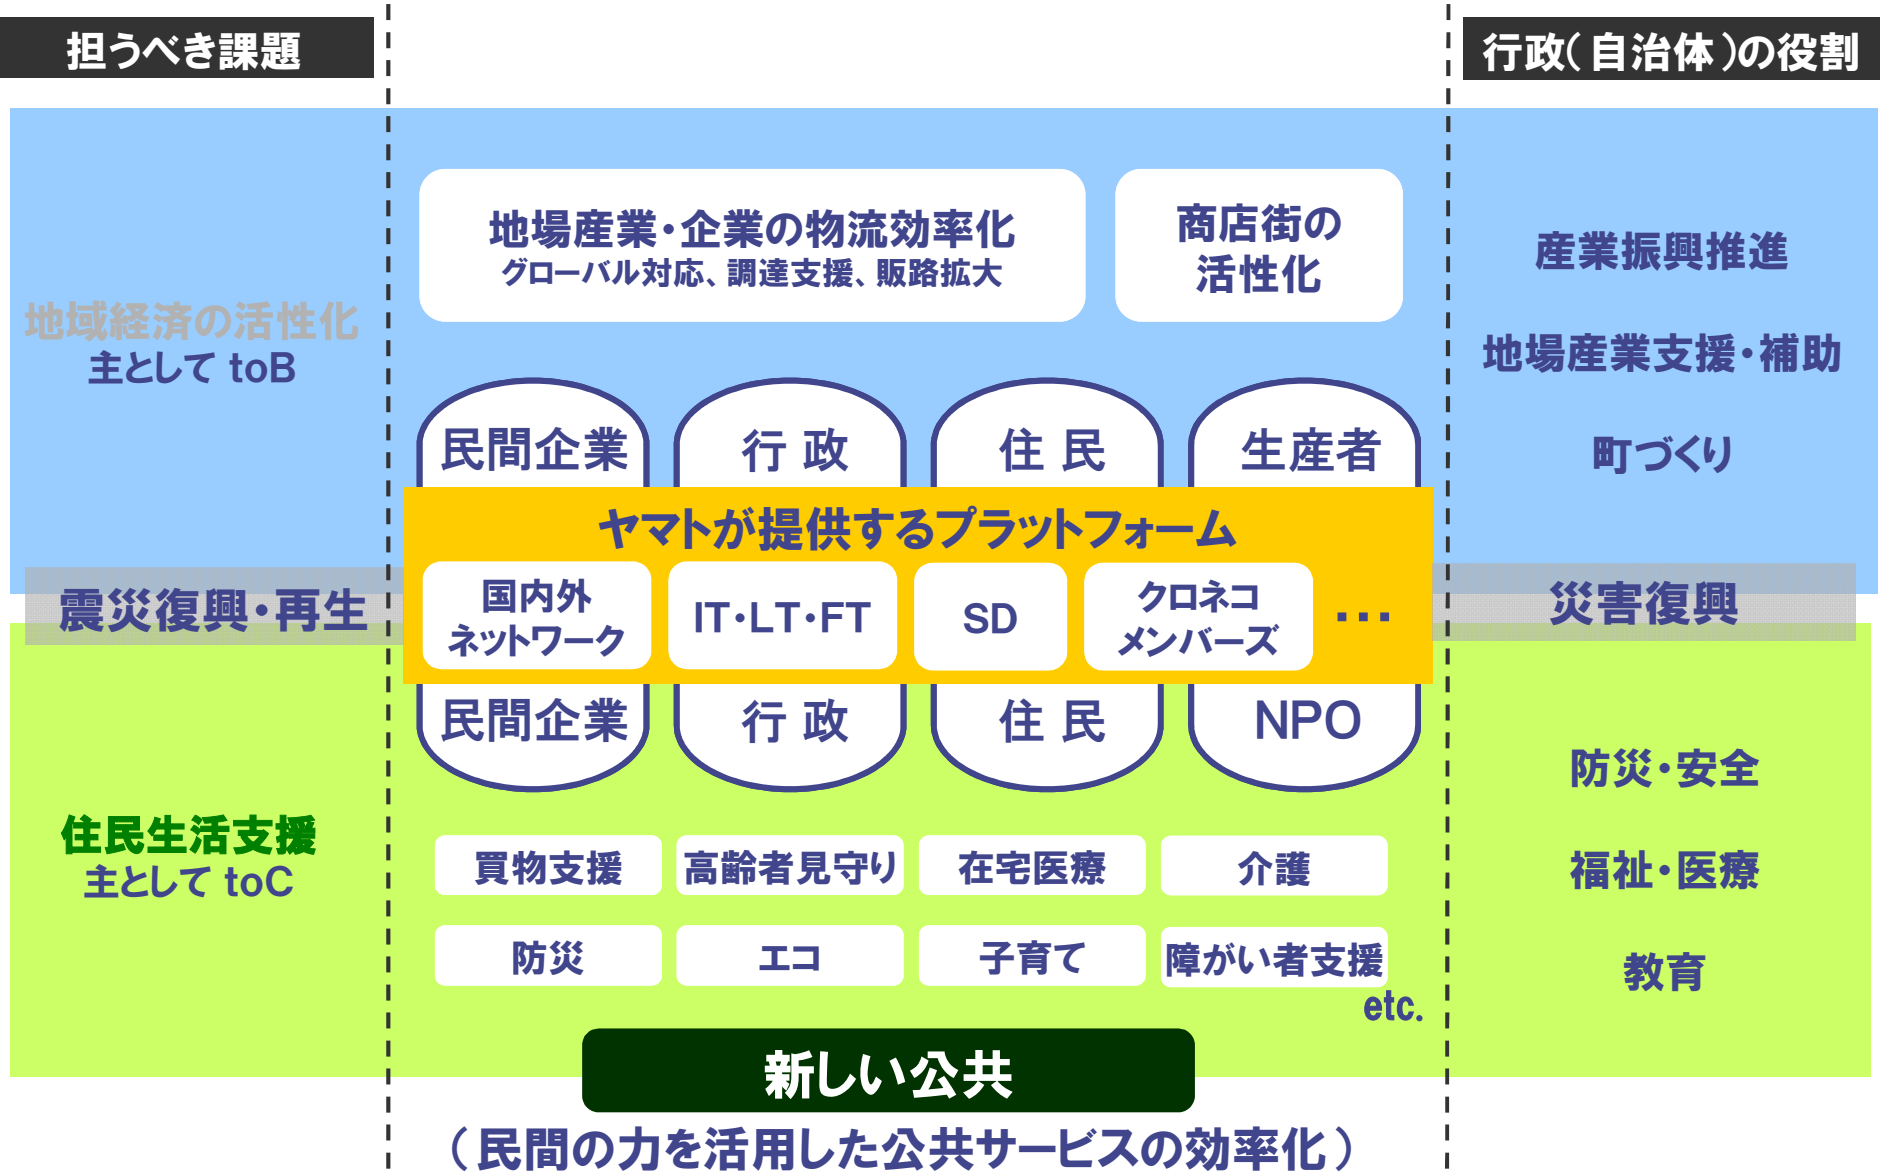 担うべき課題
行政（自治体）の役割
地域経済の活性化
主として toB
地場産業・企業の物流効率化
グローバル対応、調達支援、販路拡大
商店街の
活性化
産業振興推進
地場産業支援・補助
町づくり
民間企業
行 政
住 民
生産者
ヤマトが提供するプラットフォーム
国内外
ネットワーク
IT・LT・FT
SD
クロネコ
メンバーズ
…
震災復興・再生
災害復興
民間企業
行 政
住 民
NPO
住民生活支援
主として toC
買物支援
高齢者見守り
在宅医療
介護
防災
エコ
子育て
障がい者支援
etc.
防災・安全
福祉・医療
教育
新しい公共
（民間の力を活用した公共サービスの効率化）